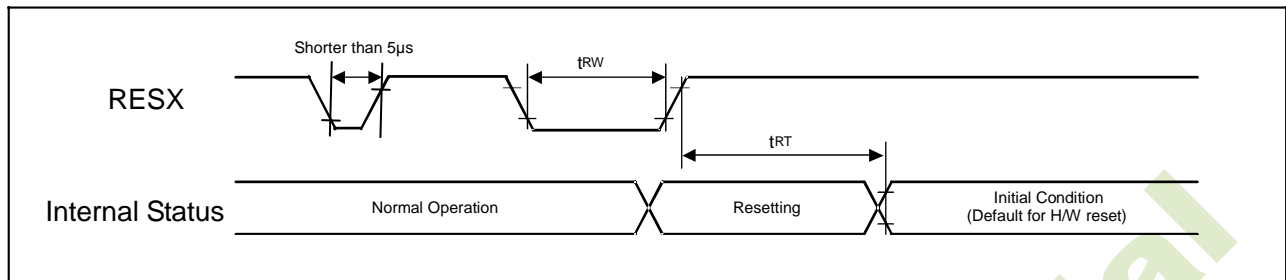 Shorter than 5µs
tRW
RESX
tRT
Internal Status
Normal Operation
Resetting
Initial Condition
(Default for H/W reset)